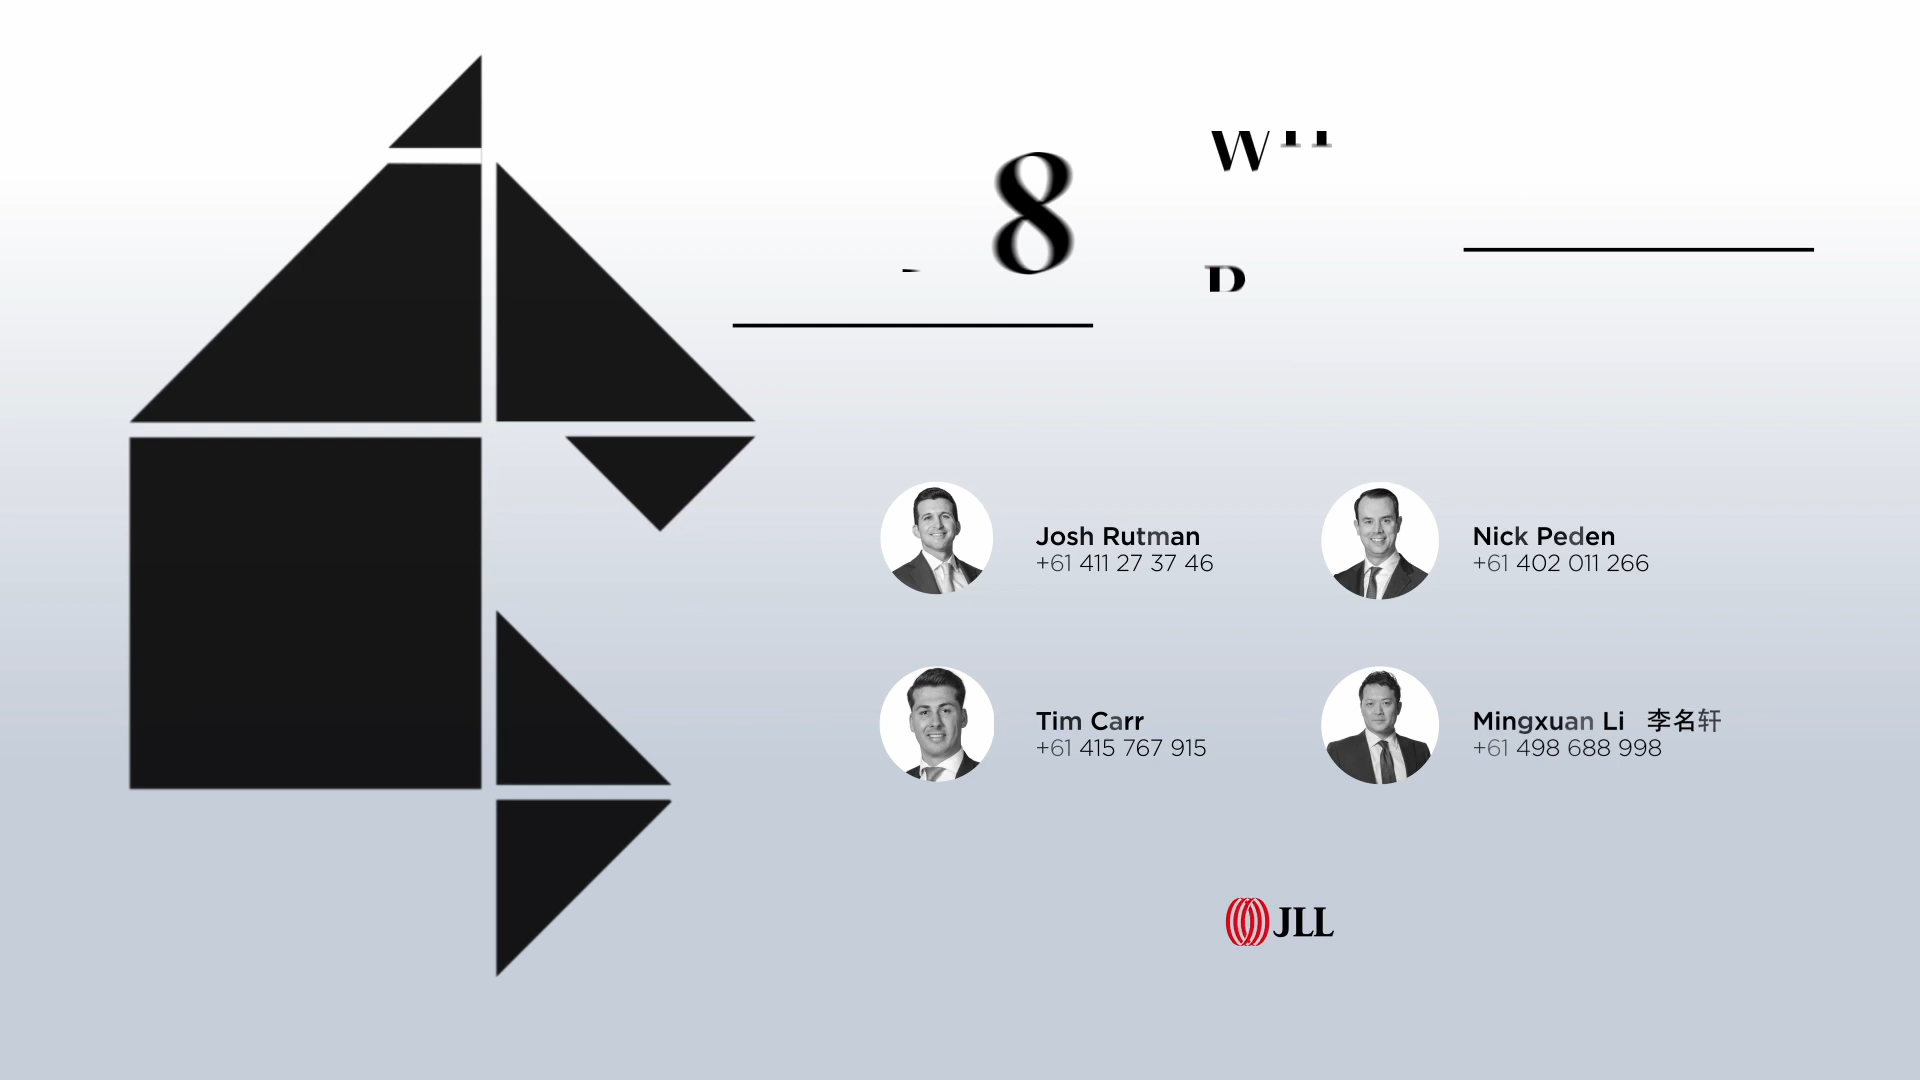 8
Josh Rutman
+61 411 27 37 46
Nick Peden
+61 402 011 266
Tim Carr
+61 415 767 915
Mingxuan Li 李名轩
+61 498 688 998
JLL